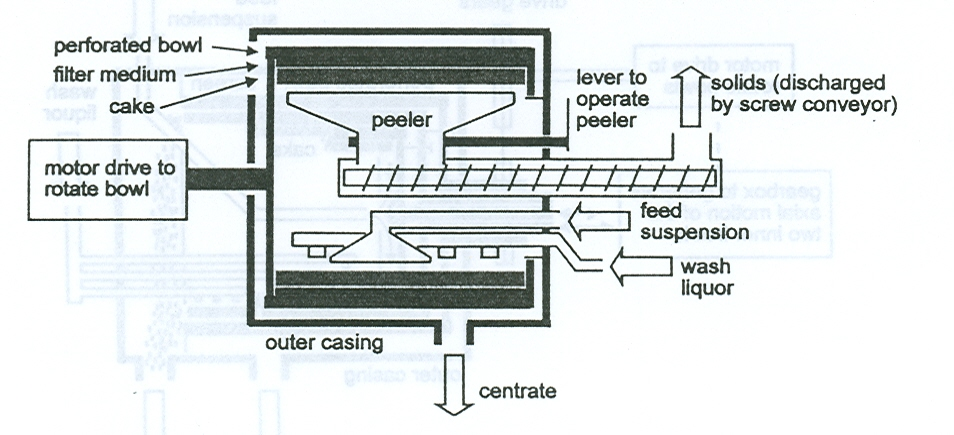 perforated bowl
filter medium
cake
peeler
lever to
operate
peeler
solids (discharged
by screw conveyor)
motor drive to
rotate bowl
feed
suspension
wash
liquor
outer casing
centrate